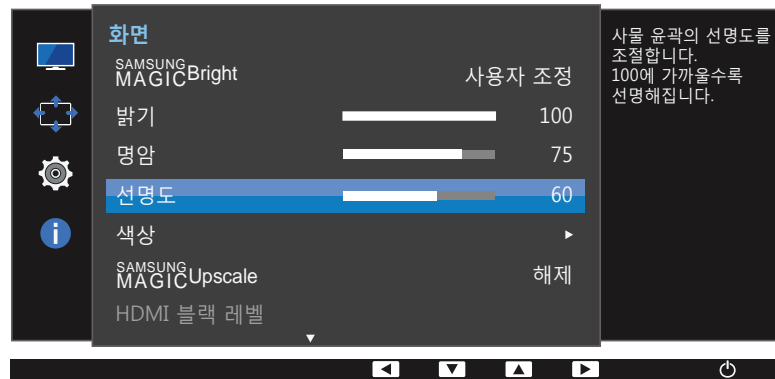 화면
SAMSUNG
MAGICBright 사용자 조정
밝기 100
명암 75
선명도 60
색상
SAMSUNG
MAGICUpscale 해제
HDMI 블랙 레벨
사물 윤곽의 선명도를
조절합니다.
100에 가까울수록
선명해집니다.